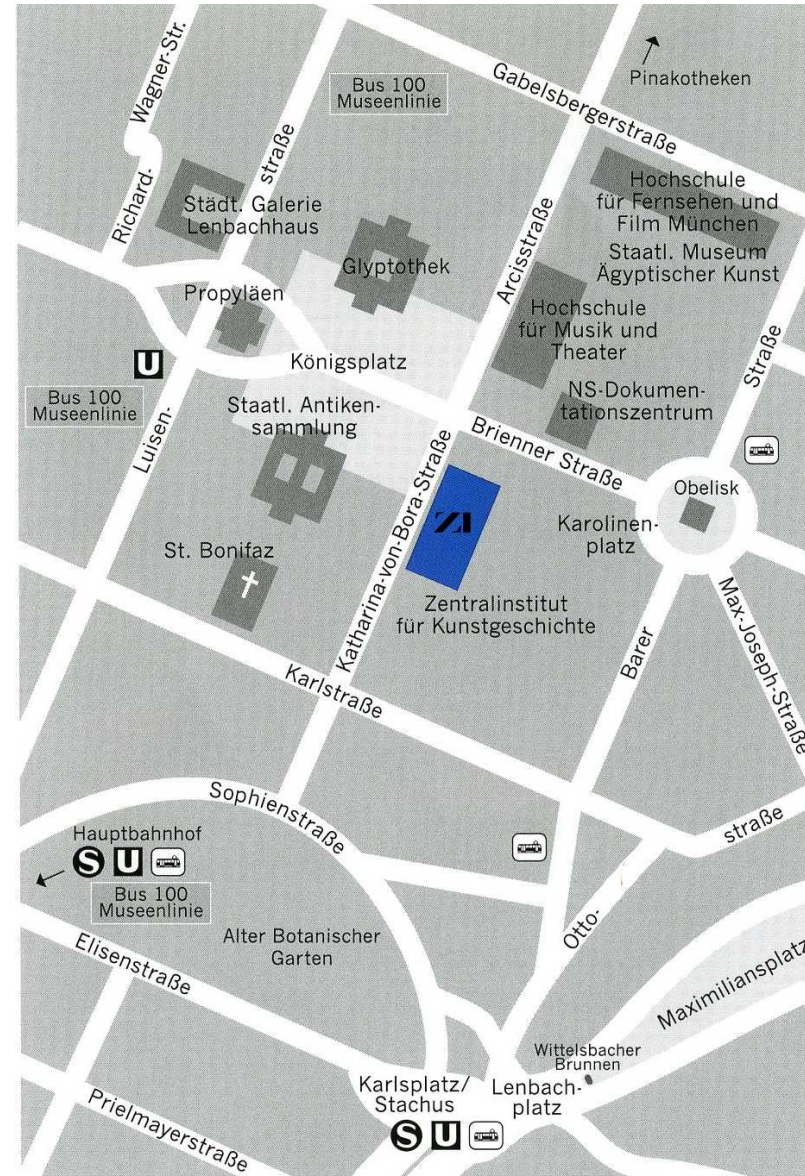 Wagner-Str.
Richard-
Bus 100
Museenlinie
Gabelsbergerstraße
Pinakotheken
straße
Städt. Galerie
Lenbachhaus
Glyptothek
Arcisstraße
Hochschule
für Fernsehen und
Film München
Staatl. Museum
Ägyptischer Kunst
Propyläen
Hochschule
für Musik und
Theater
Straße
U
Königsplatz
Bus 100
Museenlinie
Luisen-
Staatl. Antiken-
sammlung
NS-Dokumen-
tationszentrum
Brienner Straße
Obelisk
Karolinen-
platz
ZI
Katharina-von-Bora-Straße
St. Bonifaz
Zentralinstitut
für Kunstgeschichte
Barer
Max-Joseph-Straße
Karlstraße
Sophienstraße
straße
Hauptbahnhof
S U
Bus 100
Museenlinie
Otto-
Alter Botanischer
Garten
Elisenstraße
Maximiliansplatz
Wittelsbacher
Brunnen
Karlsplatz/
Stachus
S U
Lenbach-
platz
Prielmayerstraße